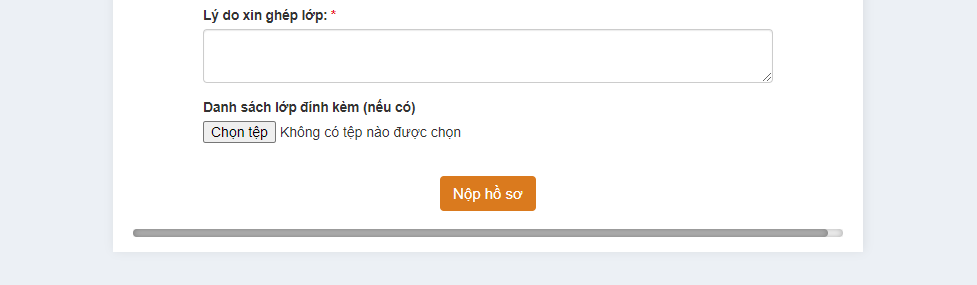 Lý do xin ghép lớp: *
Danh sách lớp đính kèm (nếu có)
Chọn tệp Không có tệp nào được chọn
Nộp hồ sơ